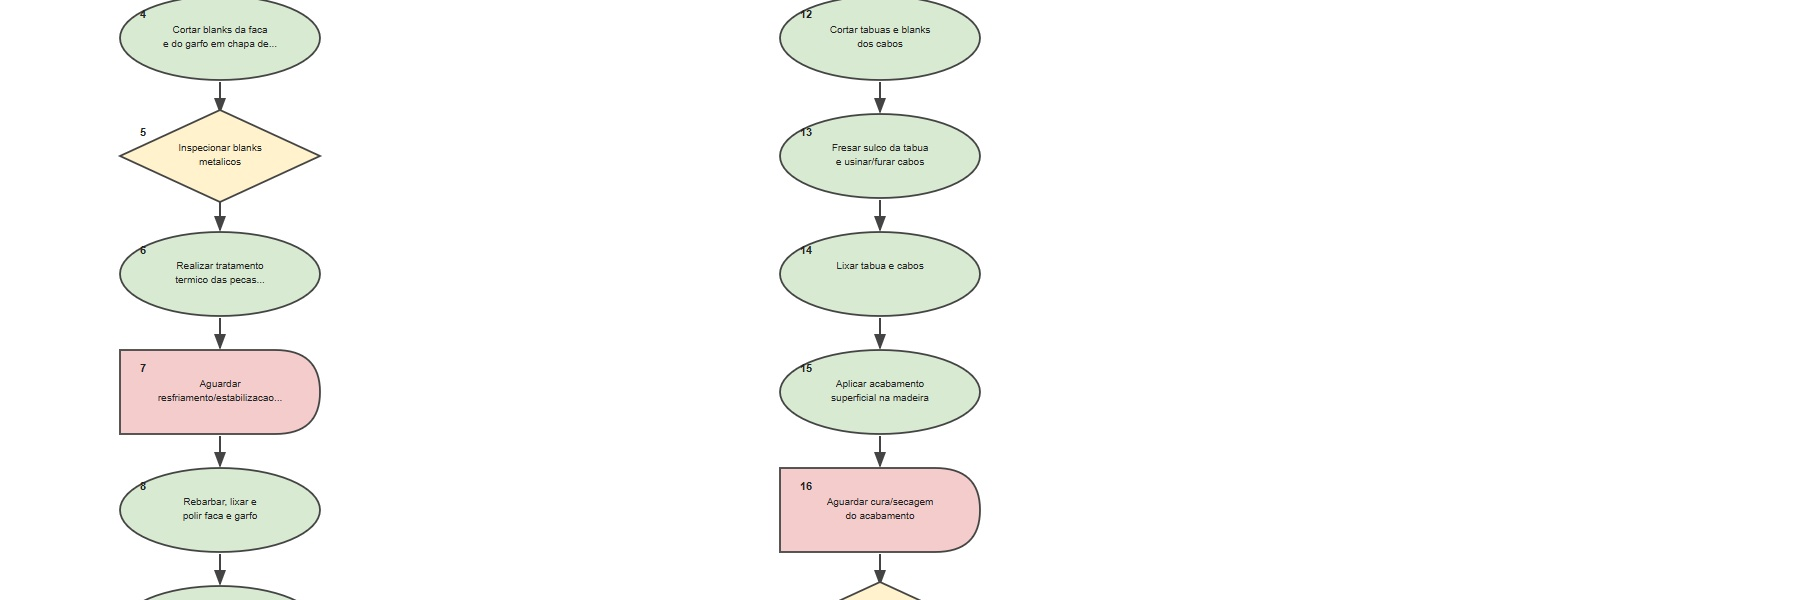 4
Cortar blanks da faca
e do garfo em chapa de...
5
Inspecionar blanks
metalicos
6
Realizar tratamento
termico das pecas...
7
Aguardar
resfriamento/estabilizacao...
8
Rebarbar, lixar e
polir faca e garfo
12
Cortar tabuas e blanks
dos cabos
13
Fresar sulco da tabua
e usinar/furar cabos
14
Lixar tabua e cabos
15
Aplicar acabamento
superficial na madeira
16
Aguardar cura/secagem
do acabamento